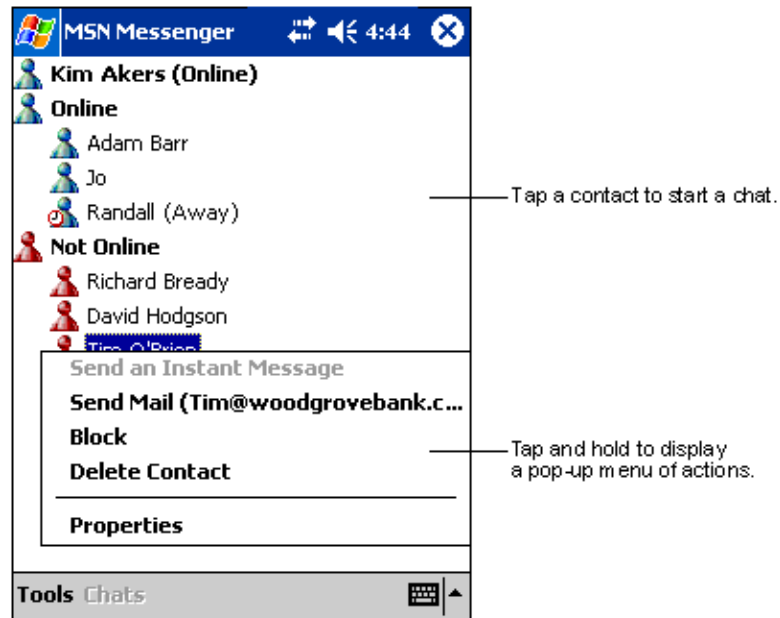 MSN Messenger 4:44
Kim Akers (Online)
Online
Adam Barr
Jo
Randall (Away)
Not Online
Richard Bready
David Hodgson
Tim O'Brien
Send an Instant Message
Send Mail (Tim@woodgrovebank.c...
Block
Delete Contact
Properties
Tools Chats
Tap a contact to start a chat.
Tap and hold to display
a pop-up menu of actions.